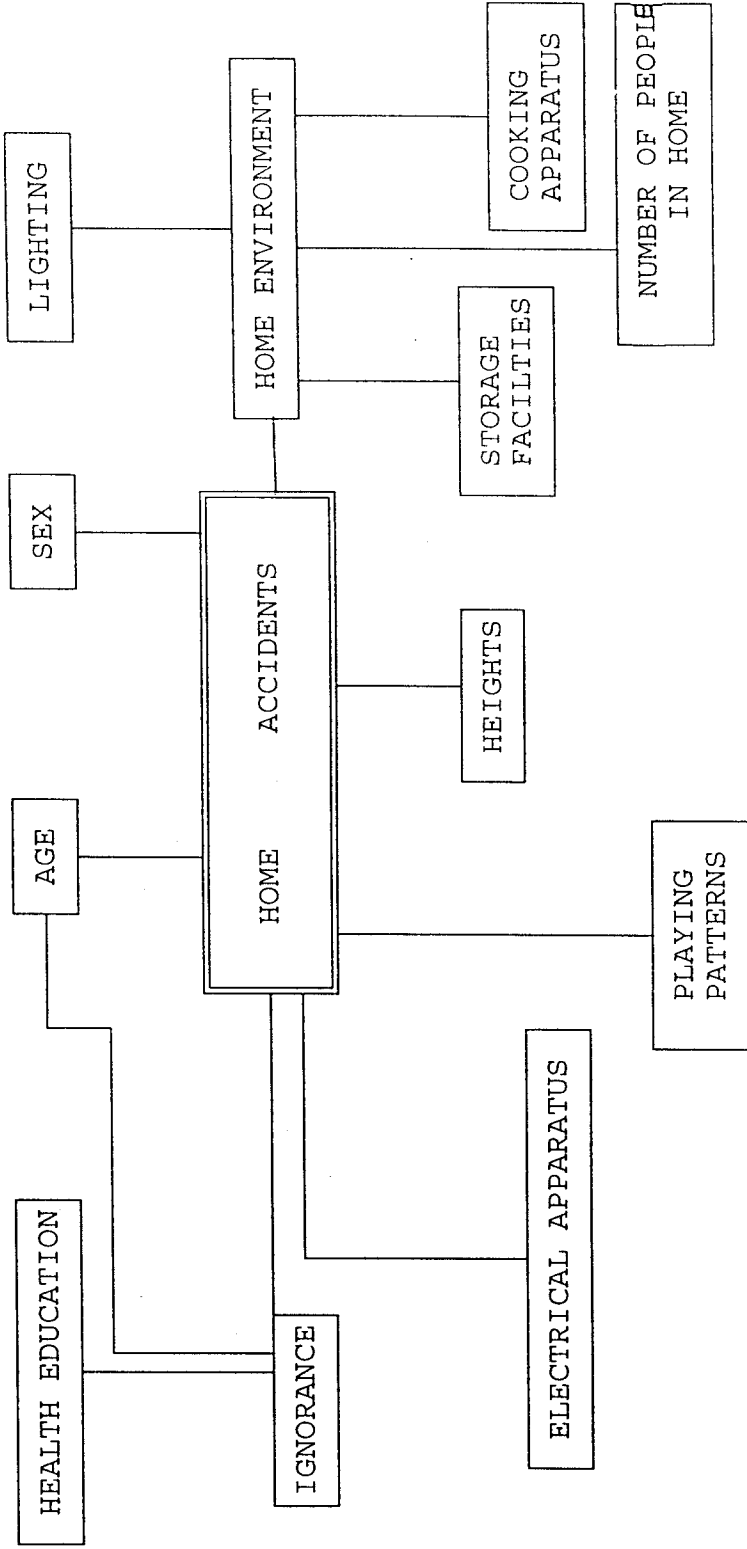 HEALTH EDUCATION
AGE
SEX
LIGHTING
IGNORANCE
HOME ACCIDENTS
HOME ENVIRONMENT
ELECTRICAL APPARATUS
PLAYING
PATTERNS
HEIGHTS
STORAGE
FACILTIES
COOKING
APPARATUS
NUMBER OF PEOPLE
IN HOME